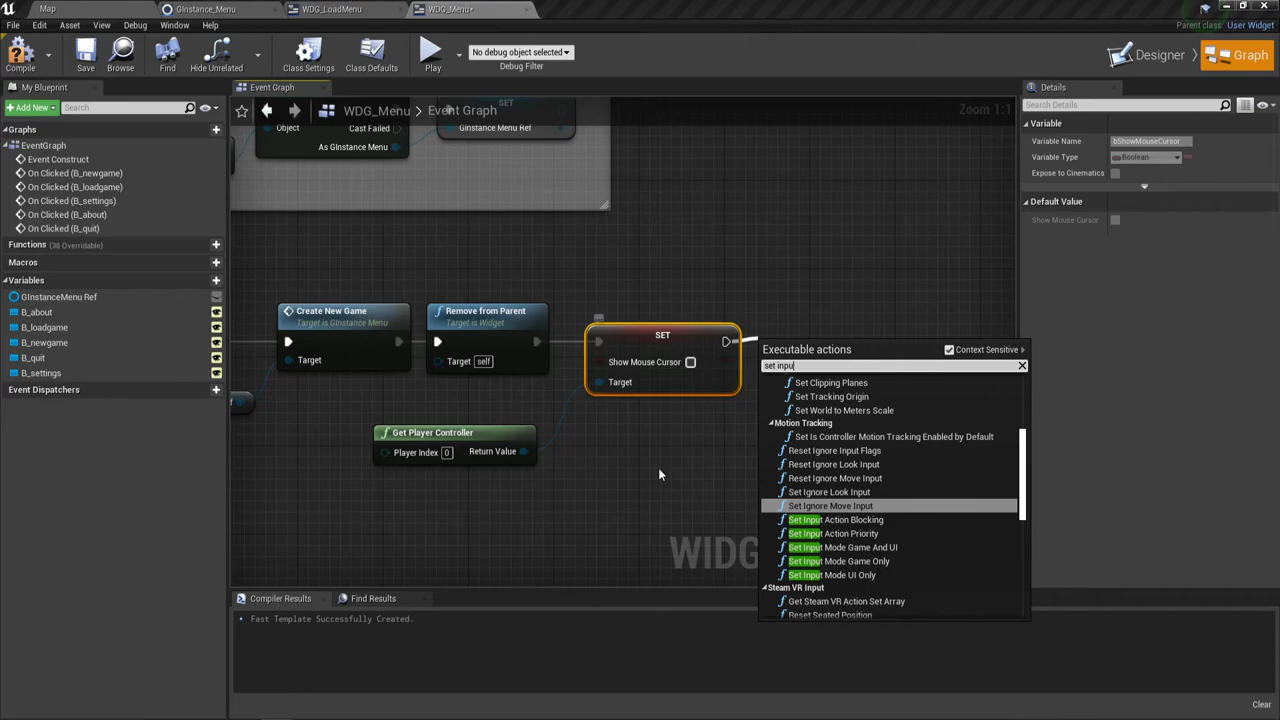 Map
GInstance_Menu
WDG_LoadMenu
WDG_Menu*
Parent class: User Widget
File Edit Asset View Debug Window Help
Compile
Save
Browse
Find
Hide Unrelated
Class Settings
Class Defaults
Play
No debug object selected
Debug Filter
Designer
Graph
My Blueprint
Add New
Search
Graphs
EventGraph
Event Construct
On Clicked (B_newgame)
On Clicked (B_loadgame)
On Clicked (B_settings)
On Clicked (B_about)
On Clicked (B_quit)
Functions (38 Overridable)
Macros
Variables
GInstanceMenu Ref
B_about
B_loadgame
B_newgame
B_quit
B_settings
Event Dispatchers
Event Graph
WDG_Menu > Event Graph
Zoom 1:1
Object
Cast Failed
As GInstance Menu
SET
GInstance Menu Ref
Create New Game
Target is GInstance Menu
Target
Remove from Parent
Target is Widget
Target self
SET
Show Mouse Cursor
Target
Get Player Controller
Player Index 0
Return Value
WIDG
Executable actions
Context Sensitive
set inpu
Set Clipping Planes
Set Tracking Origin
Set World to Meters Scale
Motion Tracking
Set Is Controller Motion Tracking Enabled by Default
Reset Ignore Input Flags
Reset Ignore Look Input
Reset Ignore Move Input
Set Ignore Look Input
Set Ignore Move Input
Set Input Action Blocking
Set Input Action Priority
Set Input Mode Game And UI
Set Input Mode Game Only
Set Input Mode UI Only
Steam VR Input
Get Steam VR Action Set Array
Reset Seated Position
Details
Search Details
Variable
Variable Name bShowMouseCursor
Variable Type Boolean
Expose to Cinematics
Default Value
Show Mouse Cursor
Compiler Results
Find Results
Fast Template Successfully Created.
Clear